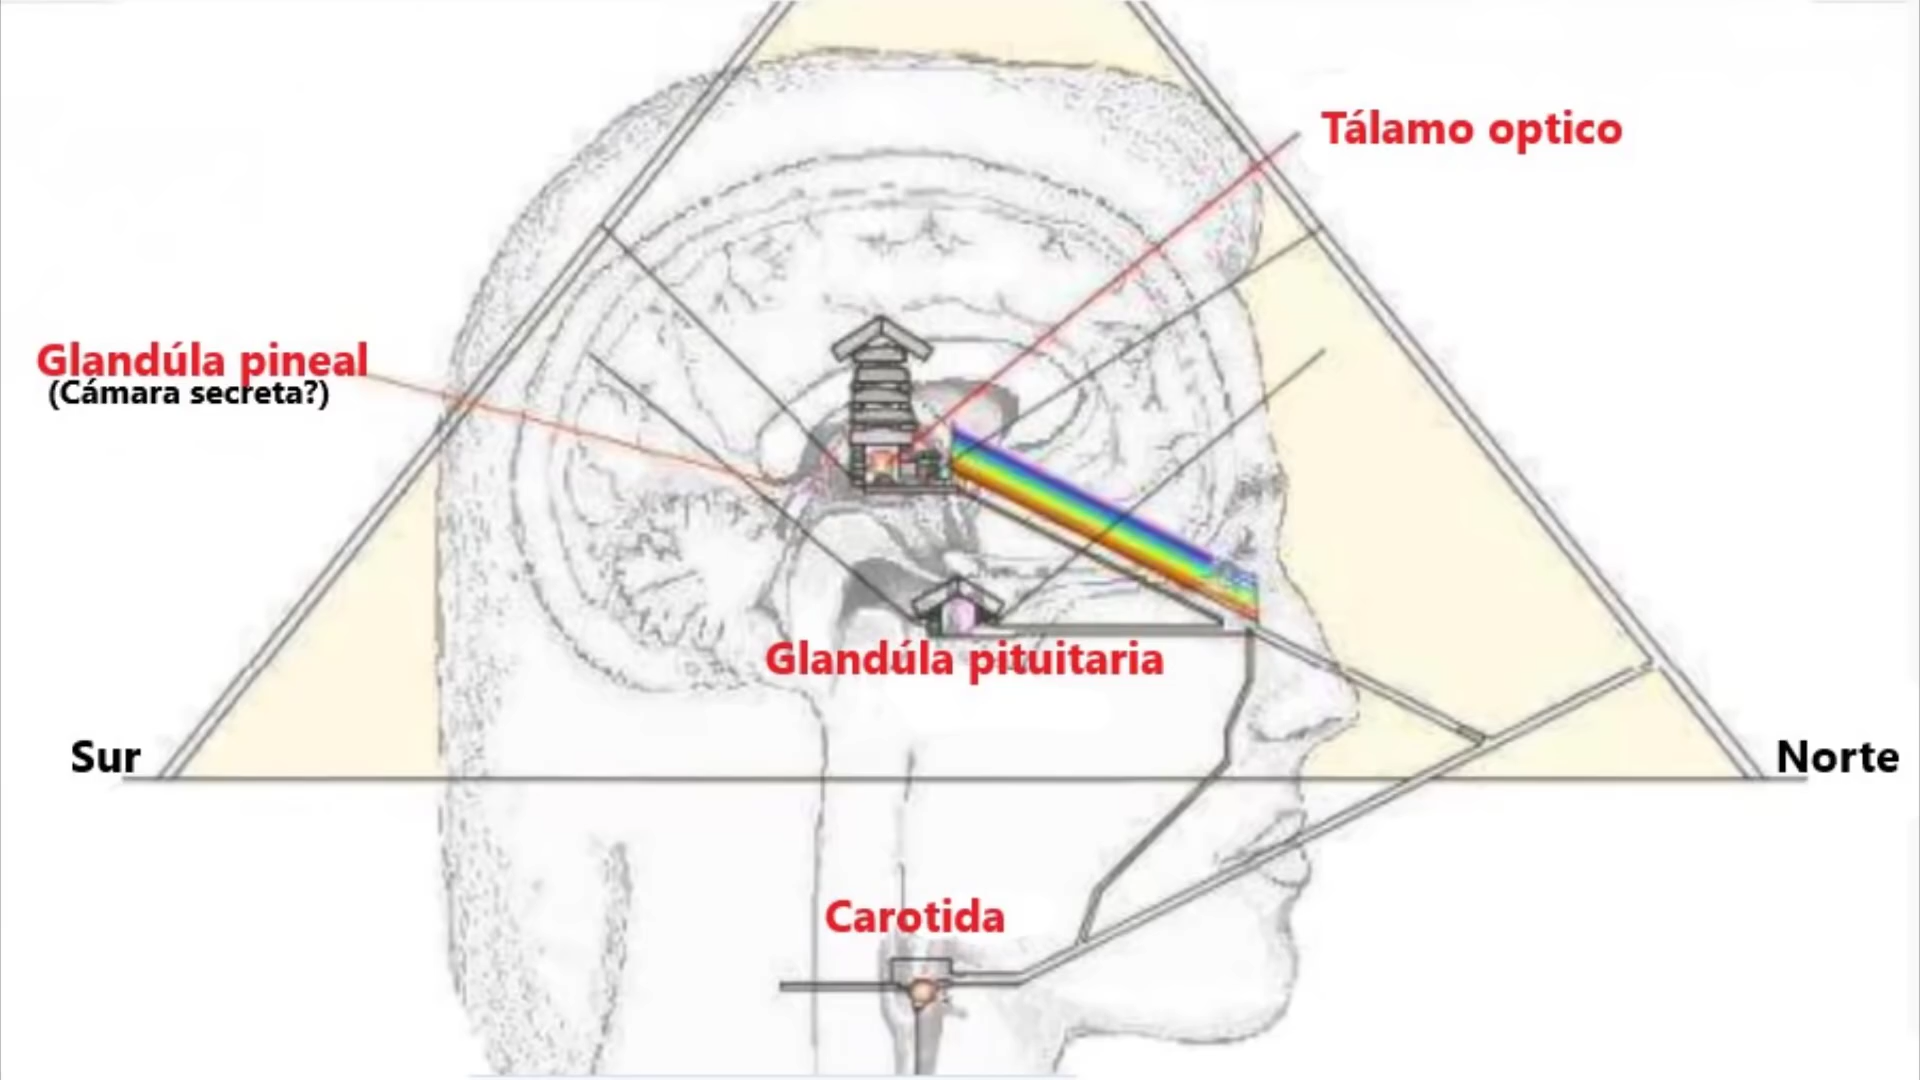 Tálamo optico
Glandúla pineal
(Cámara secreta?)
Glandúla pituitaria
Sur
Norte
Carotida